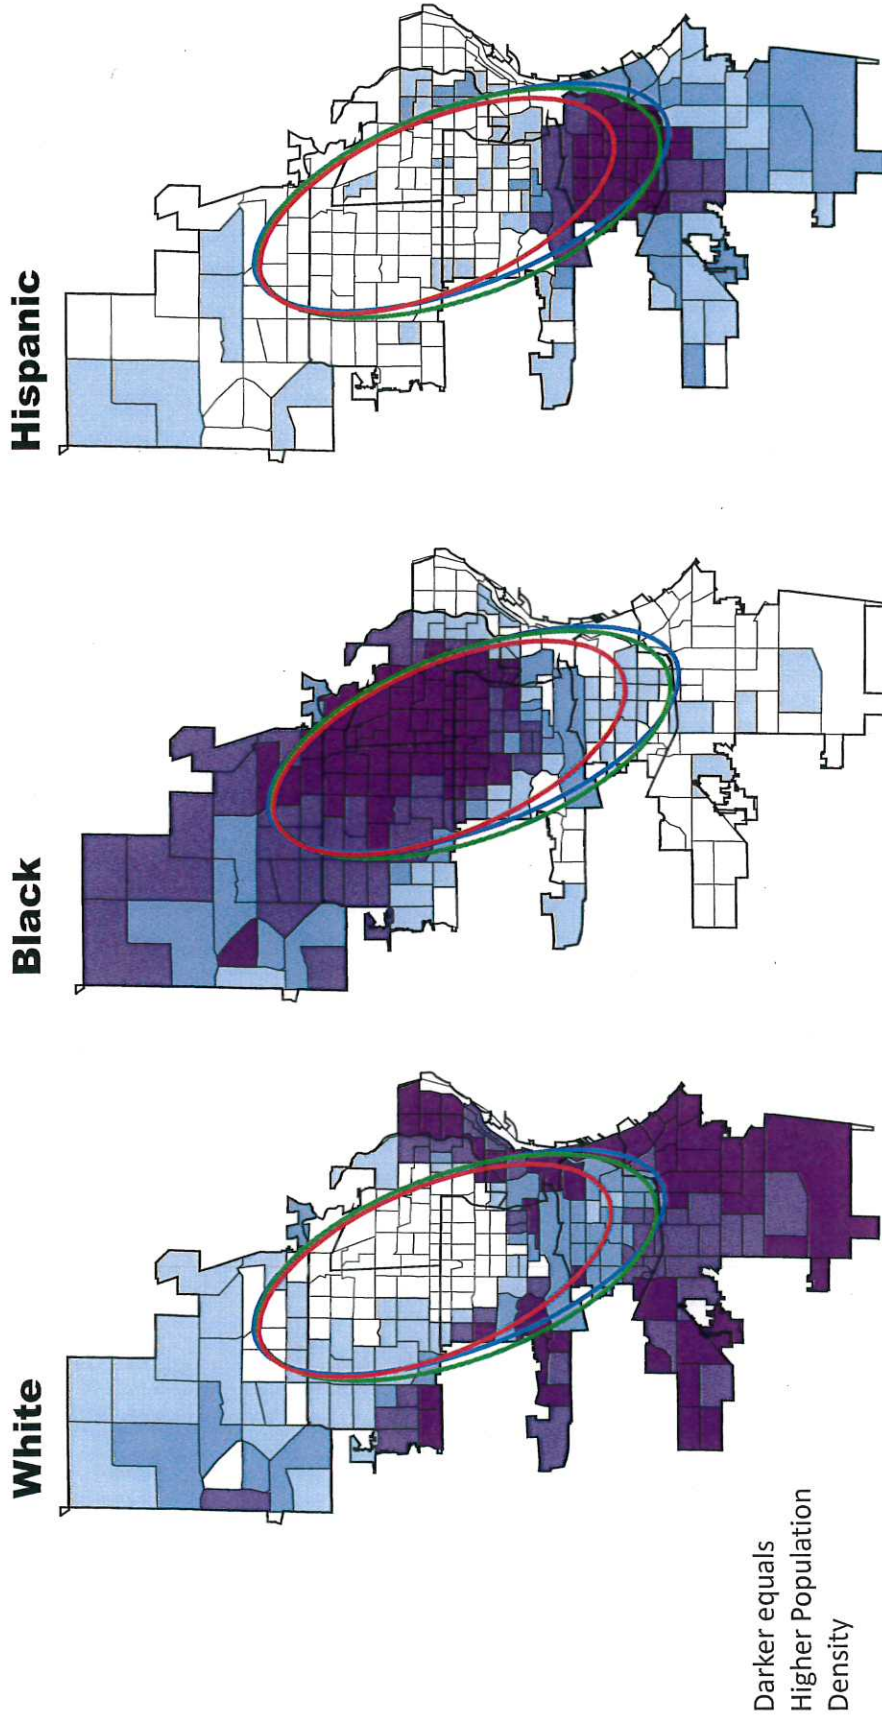 White
Black
Hispanic
Darker equals
Higher Population
Density